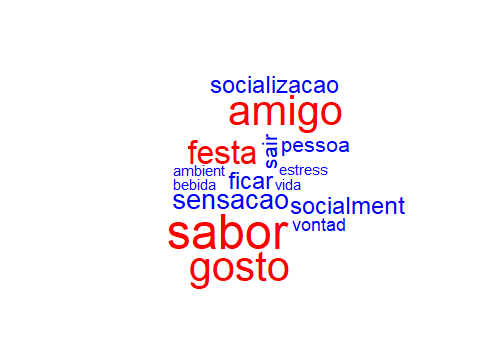 socializacao
amigo
festa
sair
pessoa
ambient
estress
bebida
ficar
vida
sensacao
socialment
sabor
vontad
gosto